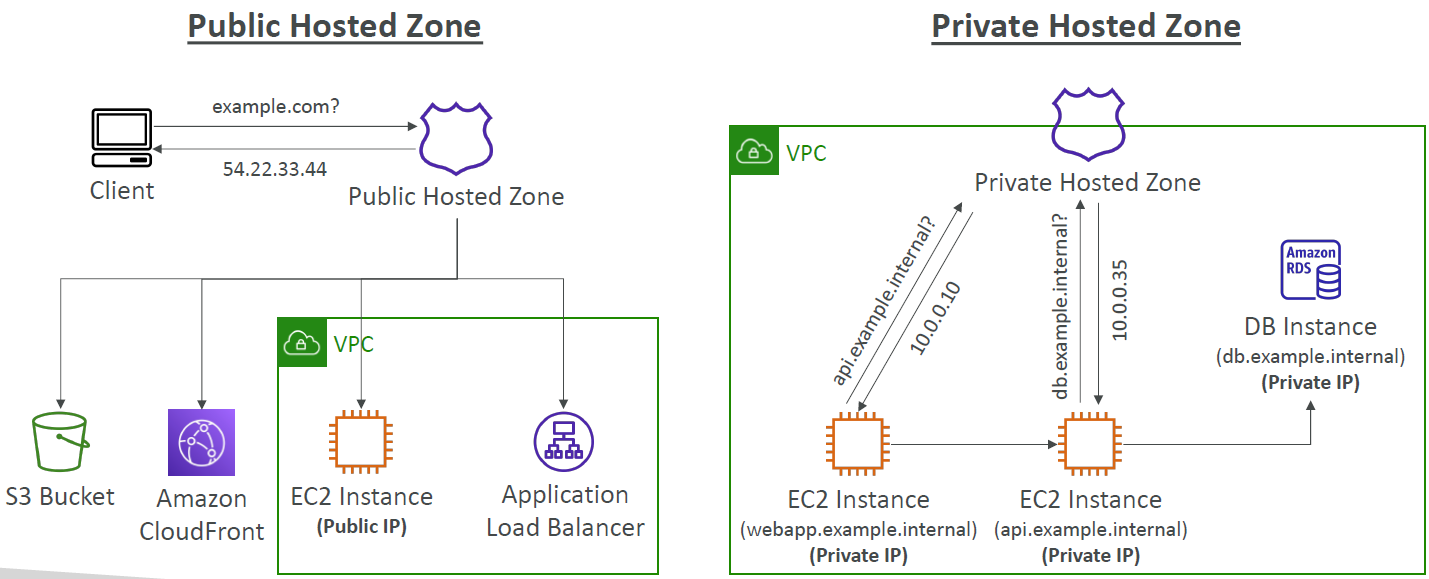 Public Hosted Zone
example.com?
54.22.33.44
Client
Public Hosted Zone
VPC
S3 Bucket
Amazon
CloudFront
EC2 Instance
(Public IP)
Application
Load Balancer
Private Hosted Zone
VPC
Private Hosted Zone
api.example.internal?
10.0.0.10
db.example.internal?
10.0.0.35
Amazon
RDS
DB Instance
(db.example.internal)
(Private IP)
EC2 Instance
(webapp.example.internal)
(Private IP)
EC2 Instance
(api.example.internal)
(Private IP)